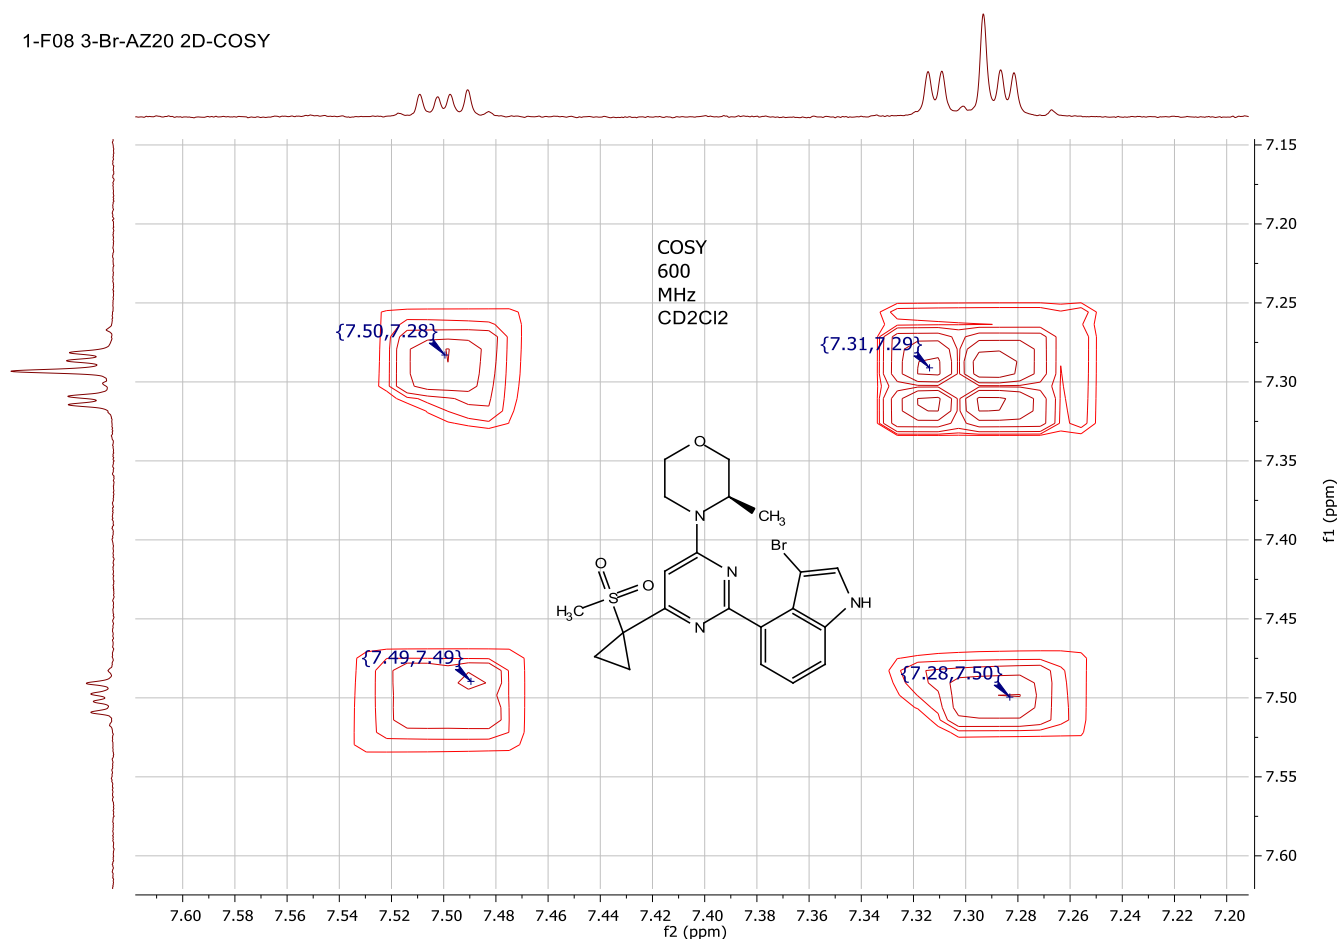 1-F08 3-Br-AZ20 2D-COSY
7.15
7.20
COSY
600
MHz
CD2Cl2
7.25
{7.50,7.28}
{7.31,7.29}
7.30
7.35
O
f1 (ppm)
N
CH3
7.40
Br
O
O
N
NH
S
H3C
N
7.45
{7.49,7.49}
{7.28,7.50}
7.50
7.55
7.60
7.60 7.58 7.56 7.54 7.52 7.50 7.48 7.46 7.44 7.42 7.40 7.38 7.36 7.34 7.32 7.30 7.28 7.26 7.24 7.22 7.20
f2 (ppm)